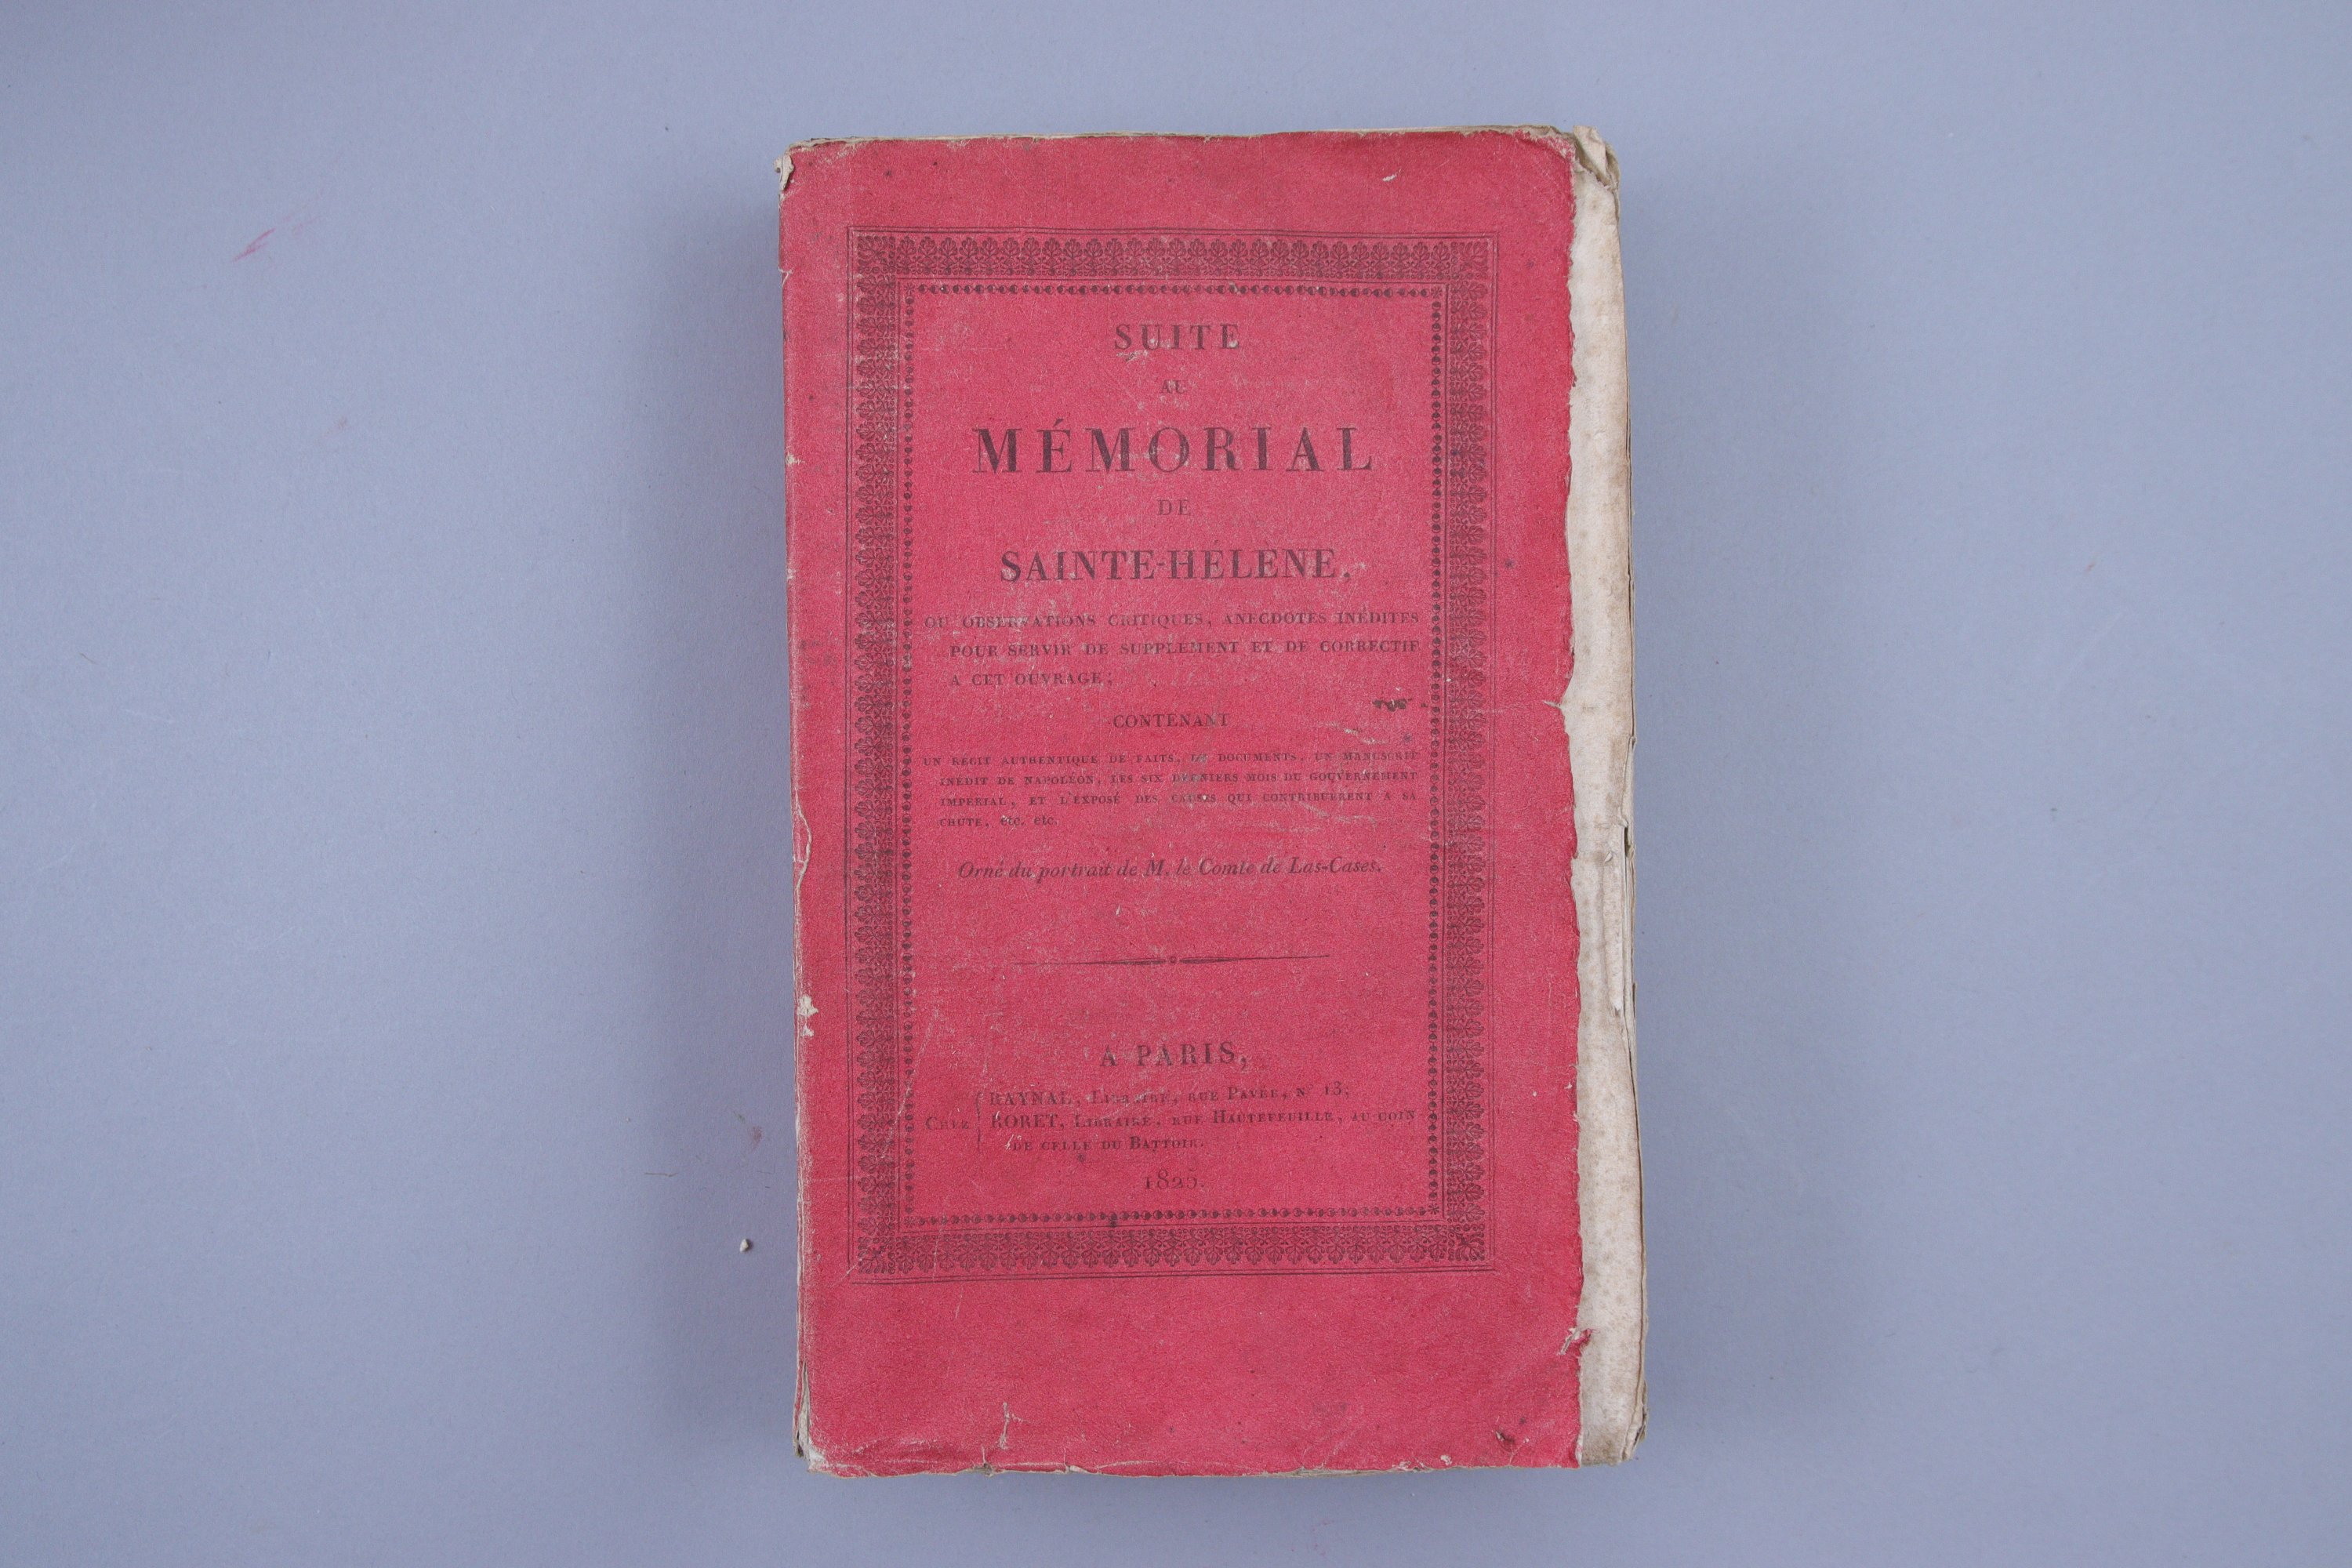 SUITE
AU
MÉMORIAL
DE
SAINTE-HÉLÈNE,
OU OBSERVATIONS CRITIQUES, ANECDOTES INÉDITES
POUR SERVIR DE SUPPLÉMENT ET DE CORRECTIF
A CET OUVRAGE;
CONTENANT
UN RÉCIT AUTHENTIQUE DE FAITS, DE DOCUMENTS, UN MANUSCRIT
INÉDIT DE NAPOLÉON, LES SIX DERNIERS MOIS DU GOUVERNEMENT
IMPÉRIAL, ET L'EXPOSÉ DES CAUSES QUI CONTRIBUÈRENT A SA
CHUTE, etc. etc.
Orné du portrait de M. le Comte de Las-Cases.
A PARIS,
CHEZ
RAYNAL, LIBRAIRE, RUE PAVÉE, N° 13;
RORET, LIBRAIRE, RUE HAUTEFEUILLE, AU COIN
DE CELLE DU BATTOIR.
1825.